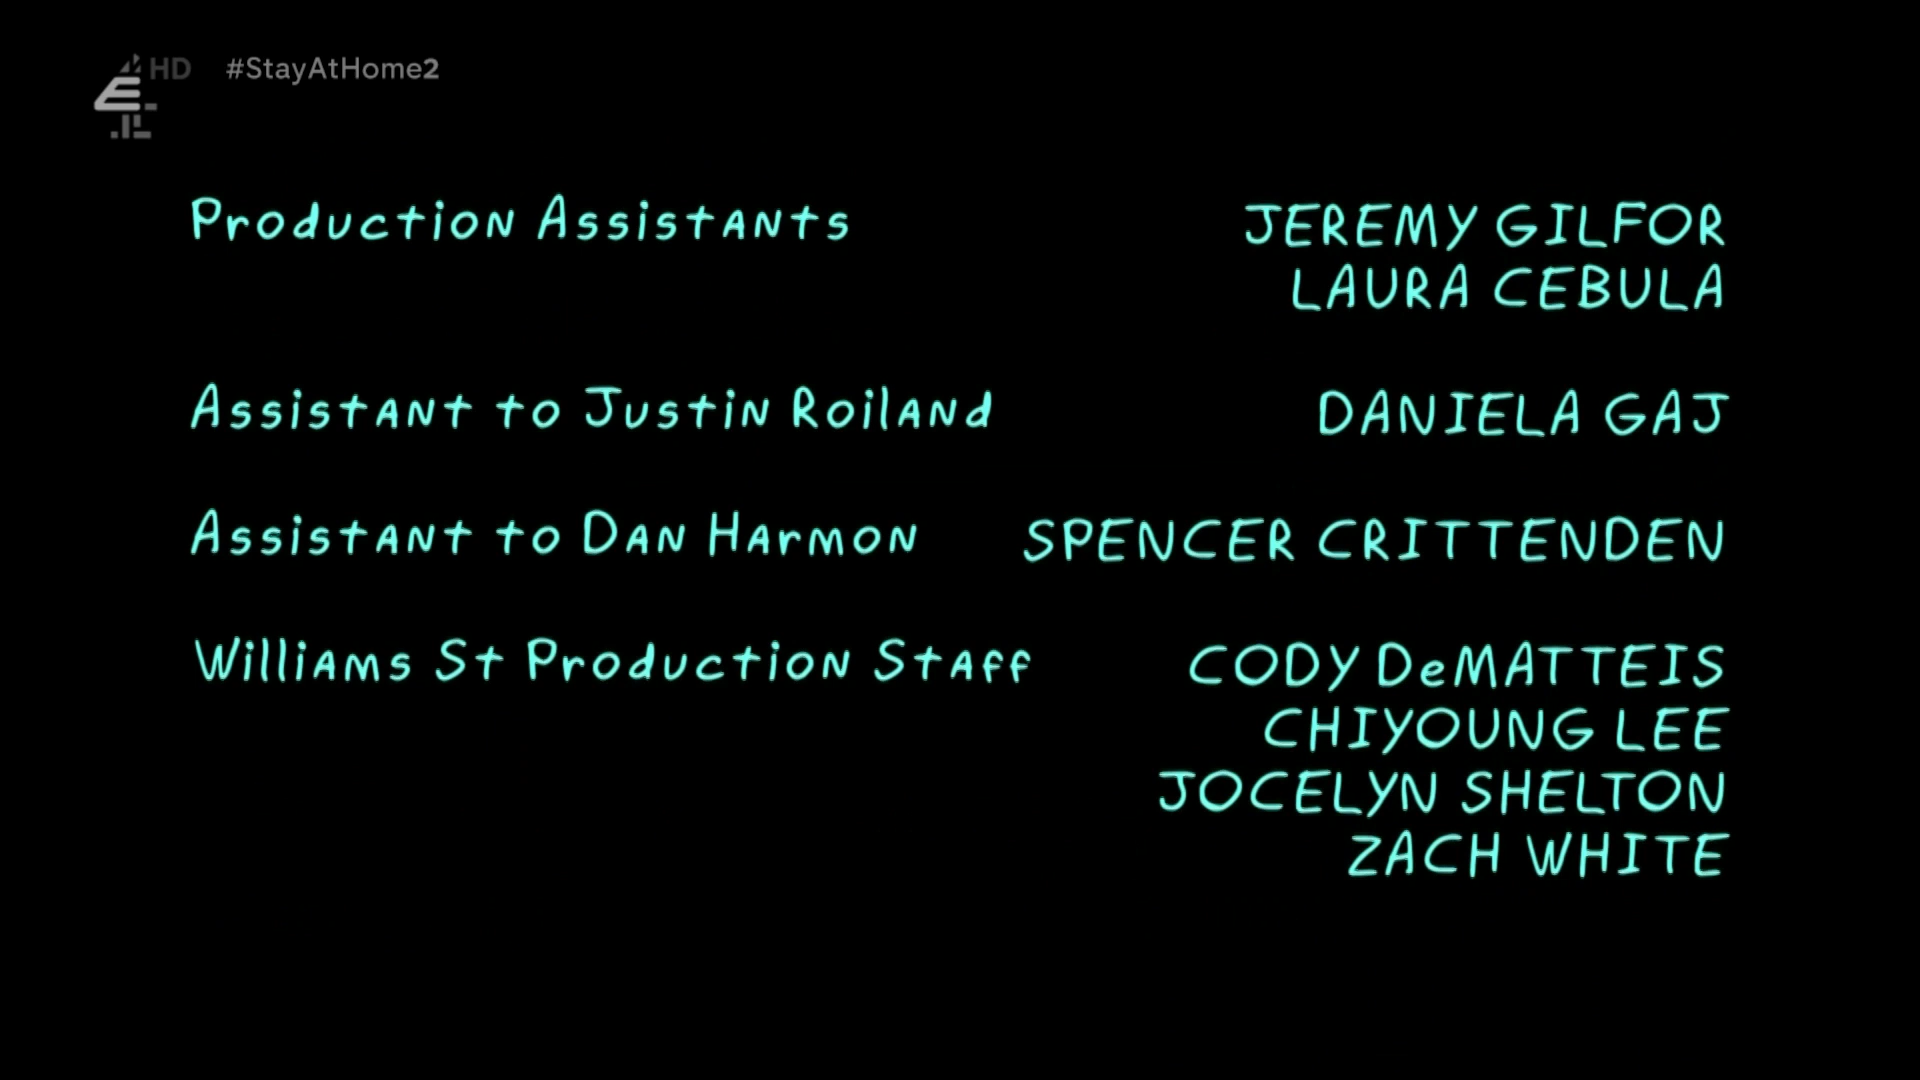 HD #StayAtHome2
Production Assistants JEREMY GILFOR
LAURA CEBULA
Assistant to Justin Roiland DANIELA GAJ
Assistant to Dan Harmon SPENCER CRITTENDEN
Williams St Production Staff CODY DeMATTEIS
CHIYOUNG LEE
JOCELYN SHELTON
ZACH WHITE